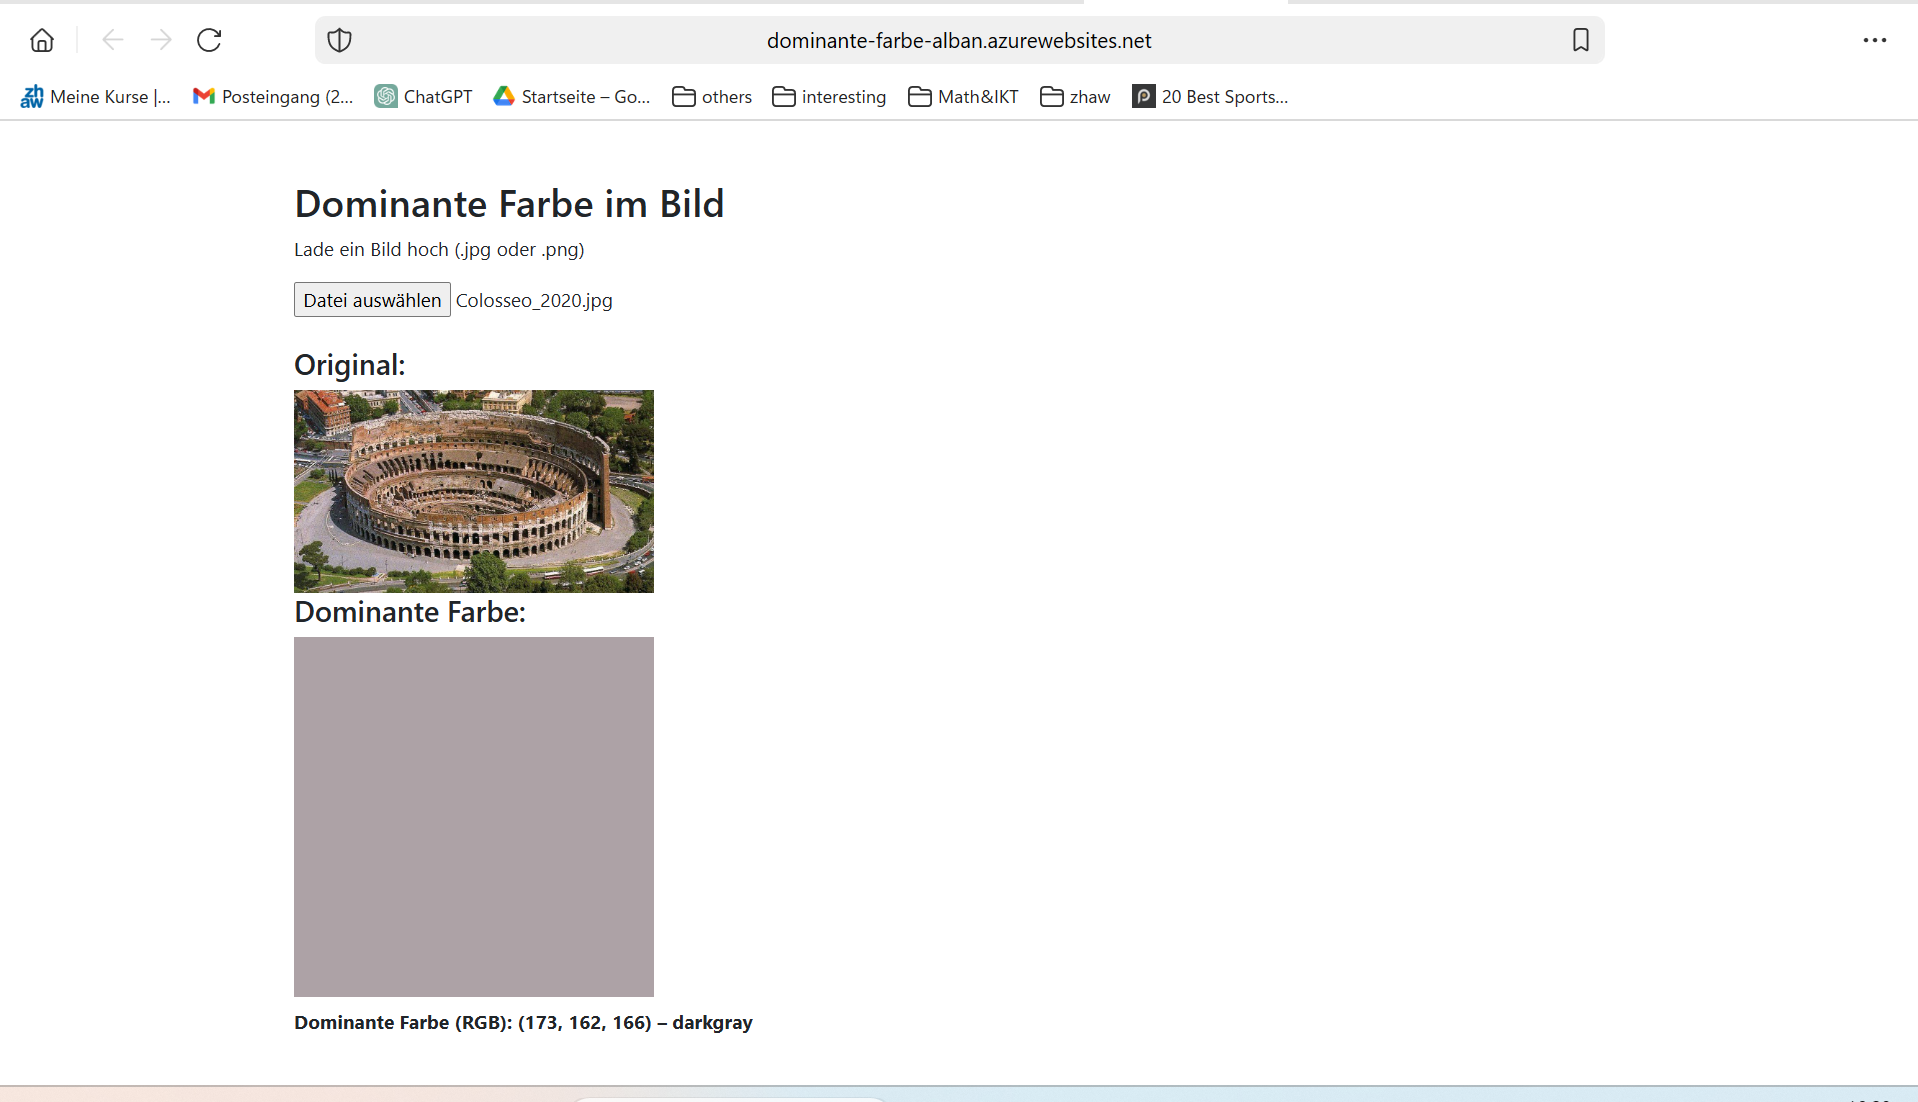 dominante-farbe-alban.azurewebsites.net
zh aw Meine Kurse |... Posteingang (2... ChatGPT Startseite – Go... others interesting Math&IKT zhaw 20 Best Sports...
Dominante Farbe im Bild
Lade ein Bild hoch (.jpg oder .png)
Datei auswählen Colosseo_2020.jpg
Original:
Dominante Farbe:
Dominante Farbe (RGB): (173, 162, 166) – darkgray